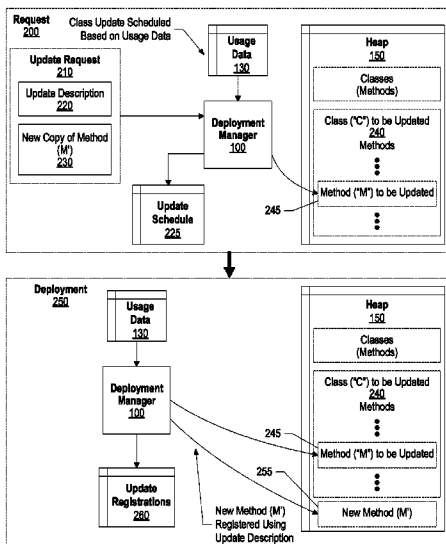 Request
200
Class Update Scheduled
Based on Usage Data
Usage
Data
130
Heap
150
Update Request
210
Update Description
220
New Copy of Method
(M')
230
Deployment
Manager
100
Update
Schedule
225
Classes
(Methods)
Class ("C") to be Updated
240
Methods
Method ("M") to be Updated
245
Deployment
250
Usage
Data
130
Deployment
Manager
100
Update
Registrations
260
New Method (M')
Registered Using
Update Description
Heap
150
Classes
(Methods)
Class ("C") to be Updated
240
Methods
245
Method ("M") to be Updated
255
New Method (M')